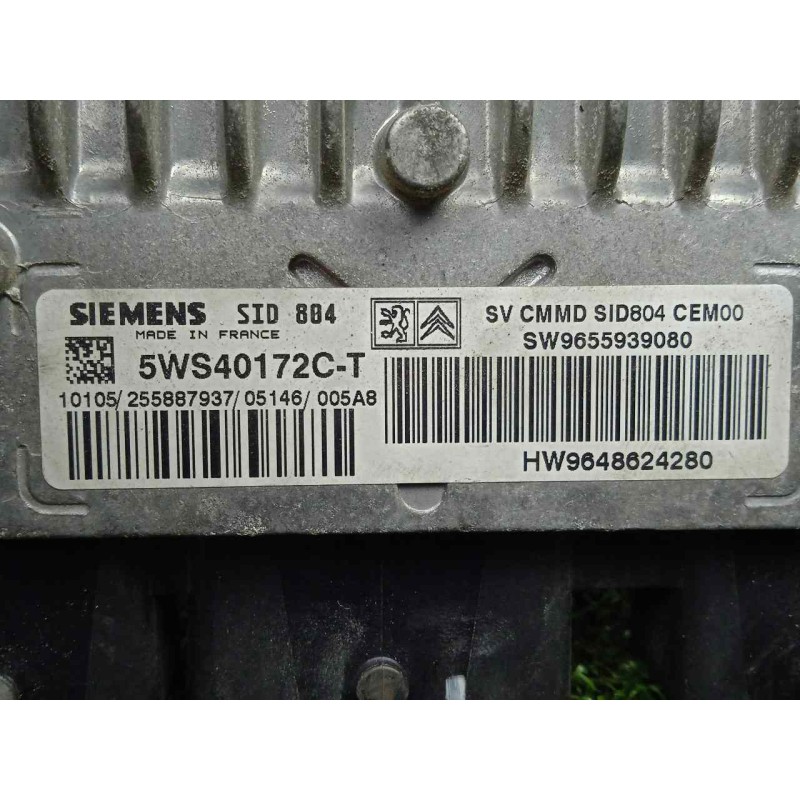 SIEMENS SID 804
MADE IN FRANCE
5WS40172C-T
10105/255887937/05146/005A8
SV CMMD SID804 CEM00
SW9655939080
HW9648624280